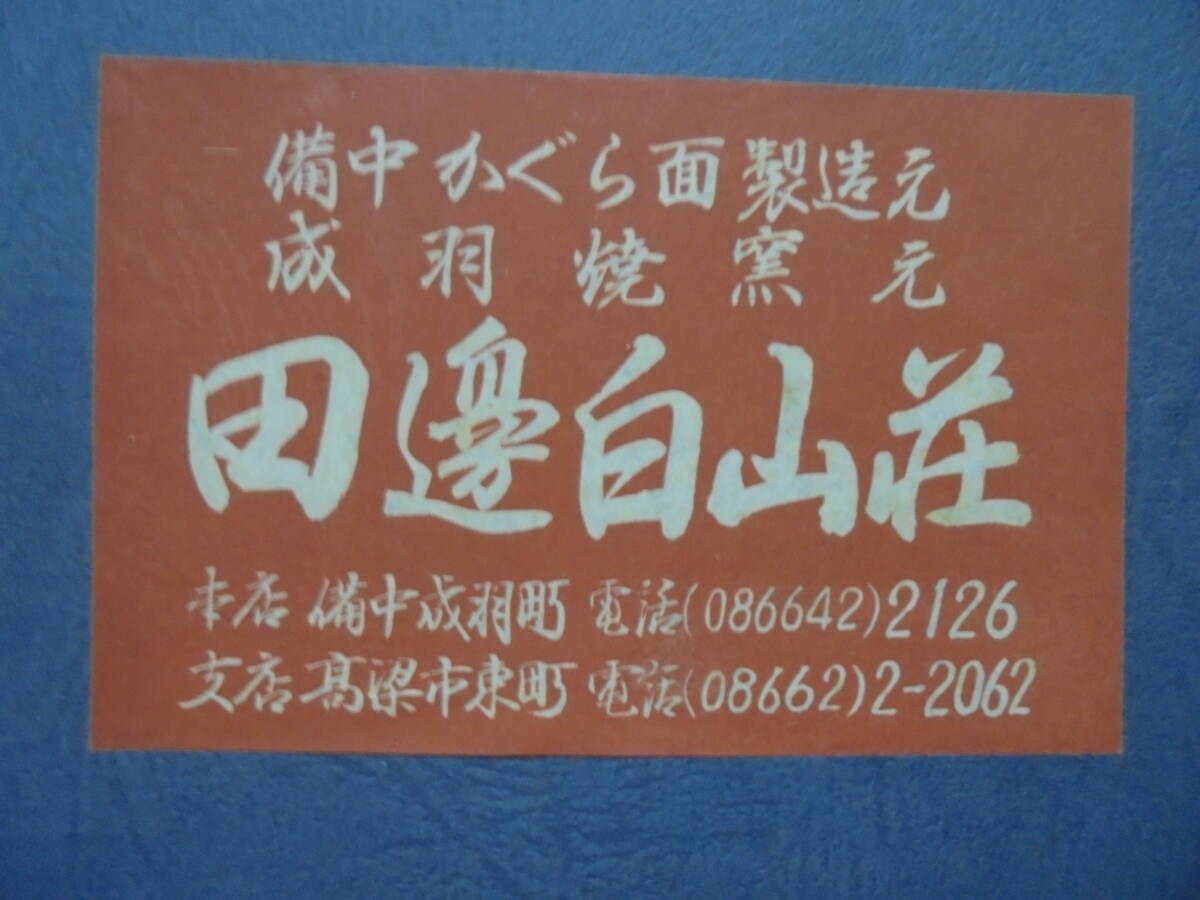 備中かぐら面製造元
成羽焼窯元
田邊白山荘
本店 備中成羽町 電話(086642)2126
支店 高梁市東町 電話(08662)2-2062